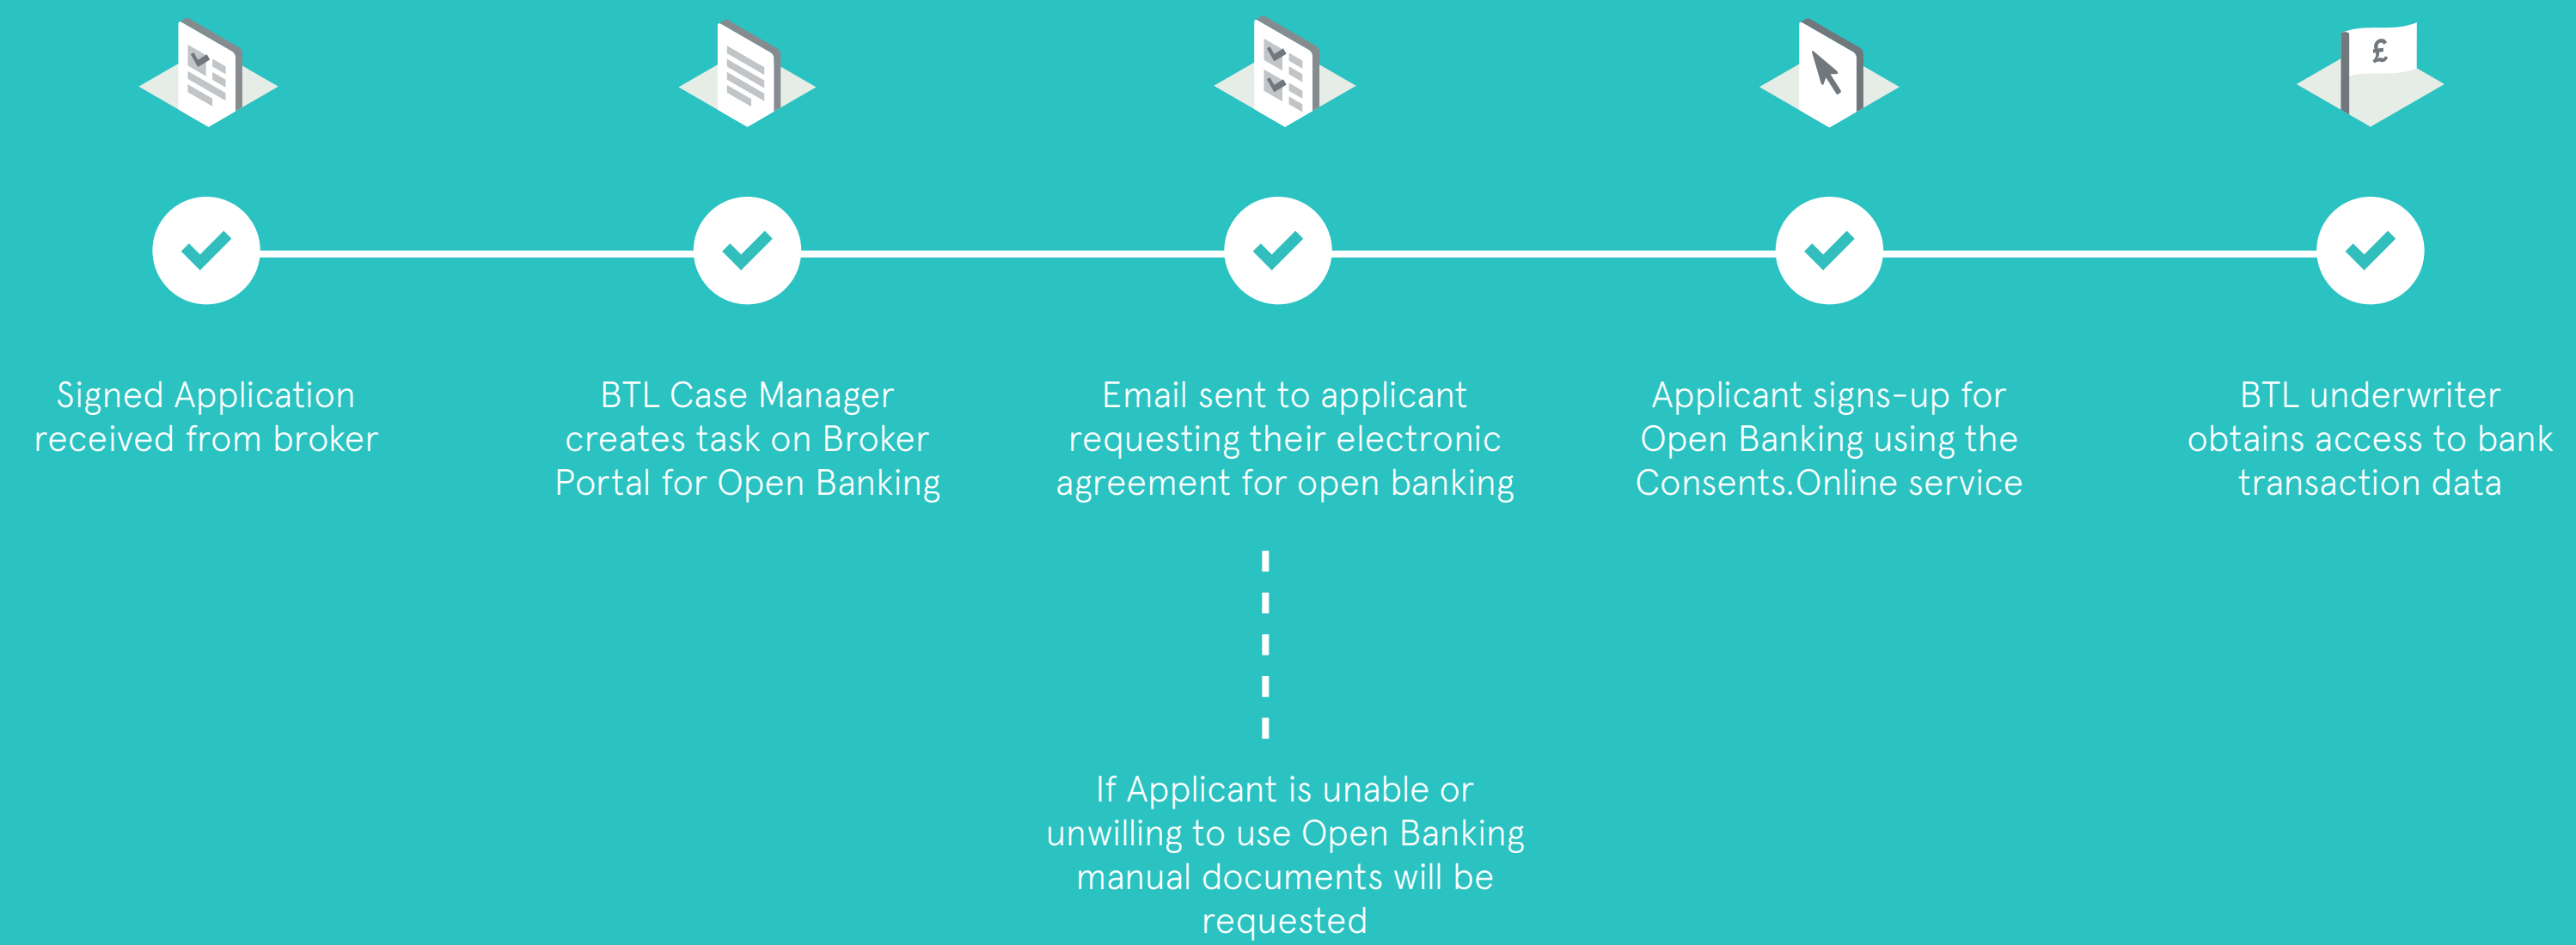 £
Signed Application
received from broker
BTL Case Manager
creates task on Broker
Portal for Open Banking
Email sent to applicant
requesting their electronic
agreement for open banking
Applicant signs-up for
Open Banking using the
Consents.Online service
BTL underwriter
obtains access to bank
transaction data
If Applicant is unable or
unwilling to use Open Banking
manual documents will be
requested